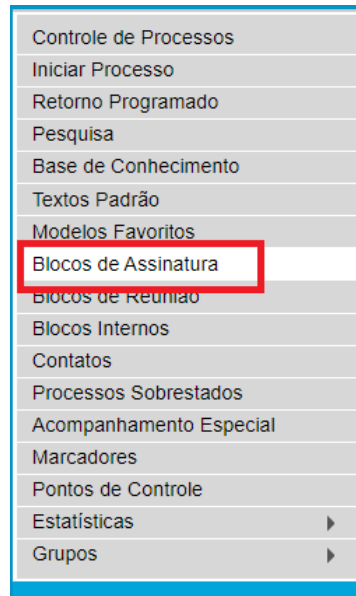 Controle de Processos
Iniciar Processo
Retorno Programado
Pesquisa
Base de Conhecimento
Textos Padrão
Modelos Favoritos
Blocos de Assinatura
Blocos de Reunião
Blocos Internos
Contatos
Processos Sobrestados
Acompanhamento Especial
Marcadores
Pontos de Controle
Estatísticas
Grupos